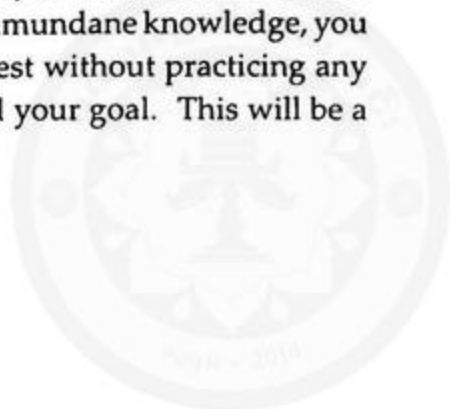 mundane knowledge, you
est without practicing any
l your goal. This will be a